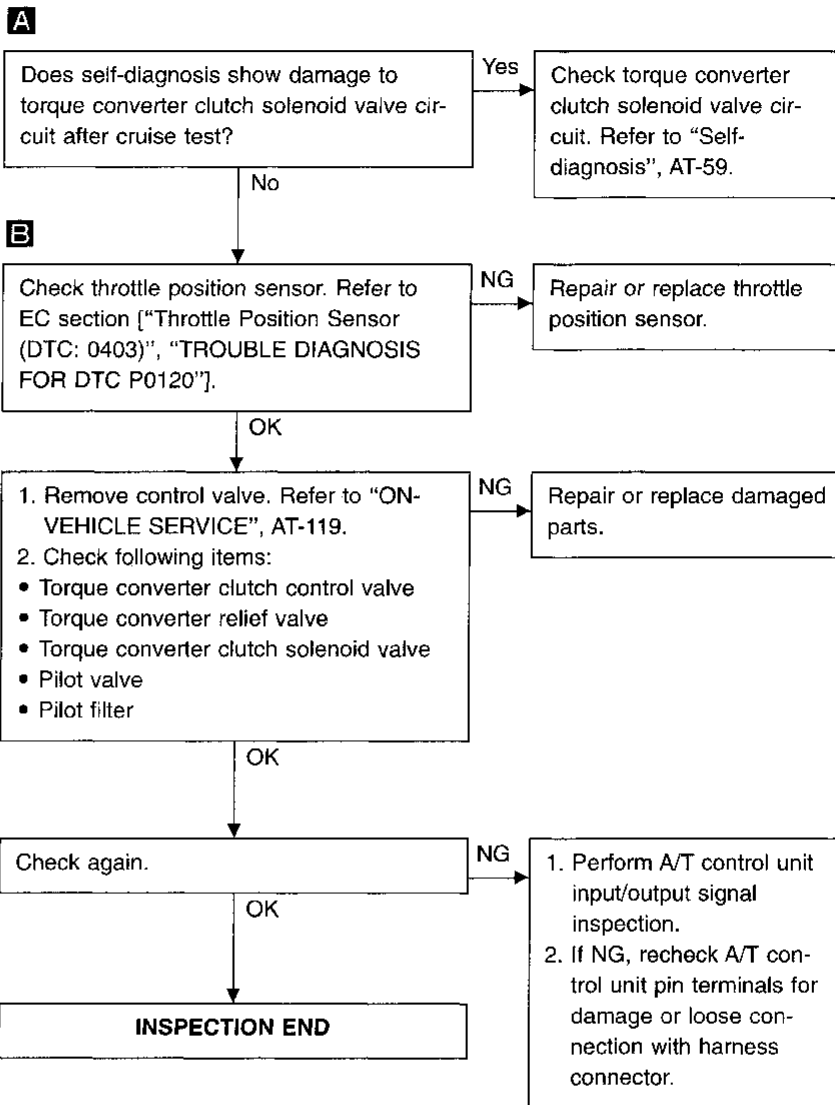 A
Does self-diagnosis show damage to
torque converter clutch solenoid valve cir-
cuit after cruise test?
Yes
Check torque converter
clutch solenoid valve cir-
cuit. Refer to “Self-
diagnosis”, AT-59.
No
B
Check throttle position sensor. Refer to
EC section [“Throttle Position Sensor
(DTC: 0403)”, “TROUBLE DIAGNOSIS
FOR DTC P0120”].
NG
Repair or replace throttle
position sensor.
OK
1. Remove control valve. Refer to “ON-
VEHICLE SERVICE”, AT-119.
2. Check following items:
• Torque converter clutch control valve
• Torque converter relief valve
• Torque converter clutch solenoid valve
• Pilot valve
• Pilot filter
NG
Repair or replace damaged
parts.
OK
Check again.
NG
1. Perform A/T control unit
input/output signal
inspection.
2. If NG, recheck A/T con-
trol unit pin terminals for
damage or loose con-
nection with harness
connector.
OK
INSPECTION END